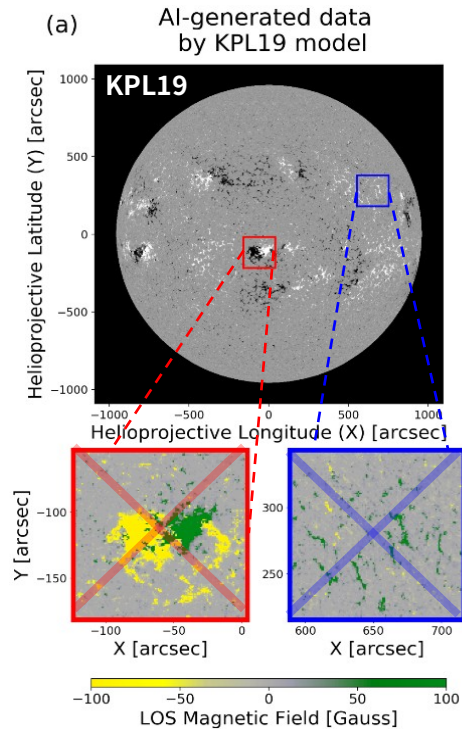 (a)
AI-generated data
by KPL19 model
KPL19
Helioprojective Latitude (Y) [arcsec]
1000
500
0
−500
−1000
−1000 −500 0 500 1000
Helioprojective Longitude (X) [arcsec]
Y [arcsec]
−100
−150
−100 −50 0
X [arcsec]
300
250
600 650 700
X [arcsec]
−100 −50 0 50 100
LOS Magnetic Field [Gauss]